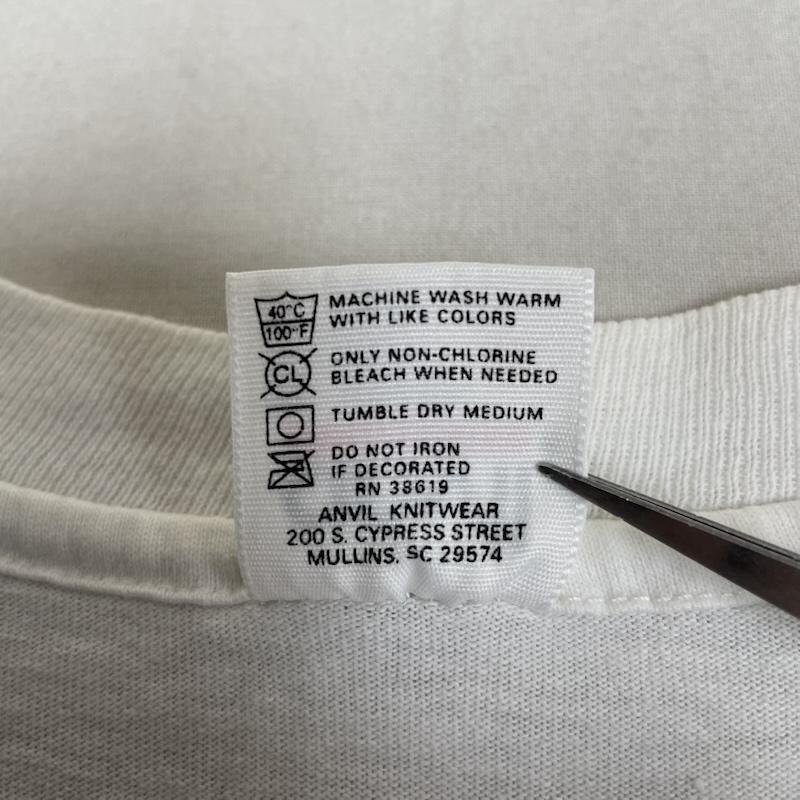 40°C
100°F
MACHINE WASH WARM
WITH LIKE COLORS
CL
ONLY NON-CHLORINE
BLEACH WHEN NEEDED
TUMBLE DRY MEDIUM
DO NOT IRON
IF DECORATED
RN 38619
ANVIL KNITWEAR
200 S. CYPRESS STREET
MULLINS, SC 29574